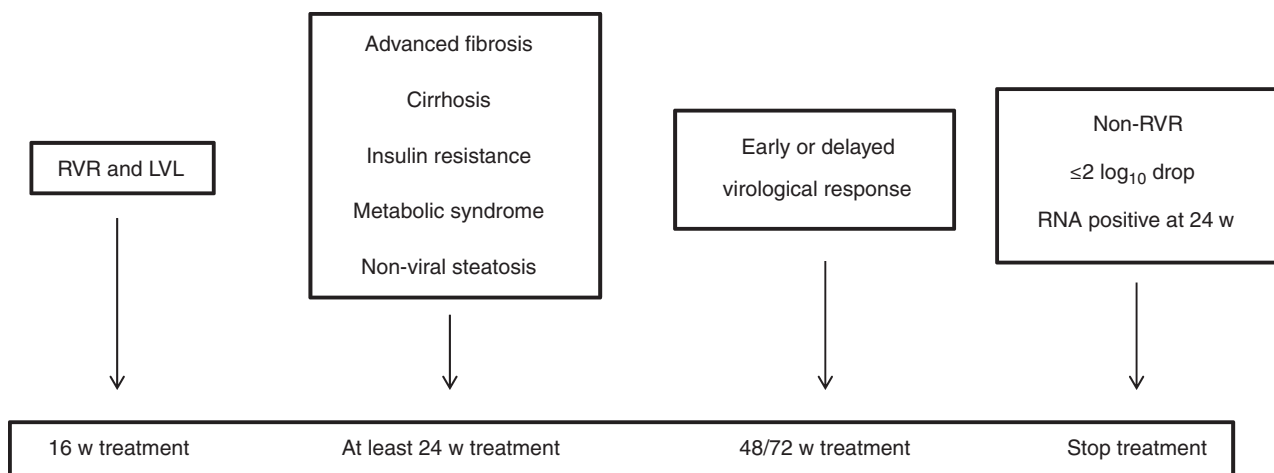 RVR and LVL
Advanced fibrosis
Cirrhosis
Insulin resistance
Metabolic syndrome
Non-viral steatosis
Early or delayed
virological response
Non-RVR
≤2 log₁₀ drop
RNA positive at 24 w
16 w treatment
At least 24 w treatment
48/72 w treatment
Stop treatment